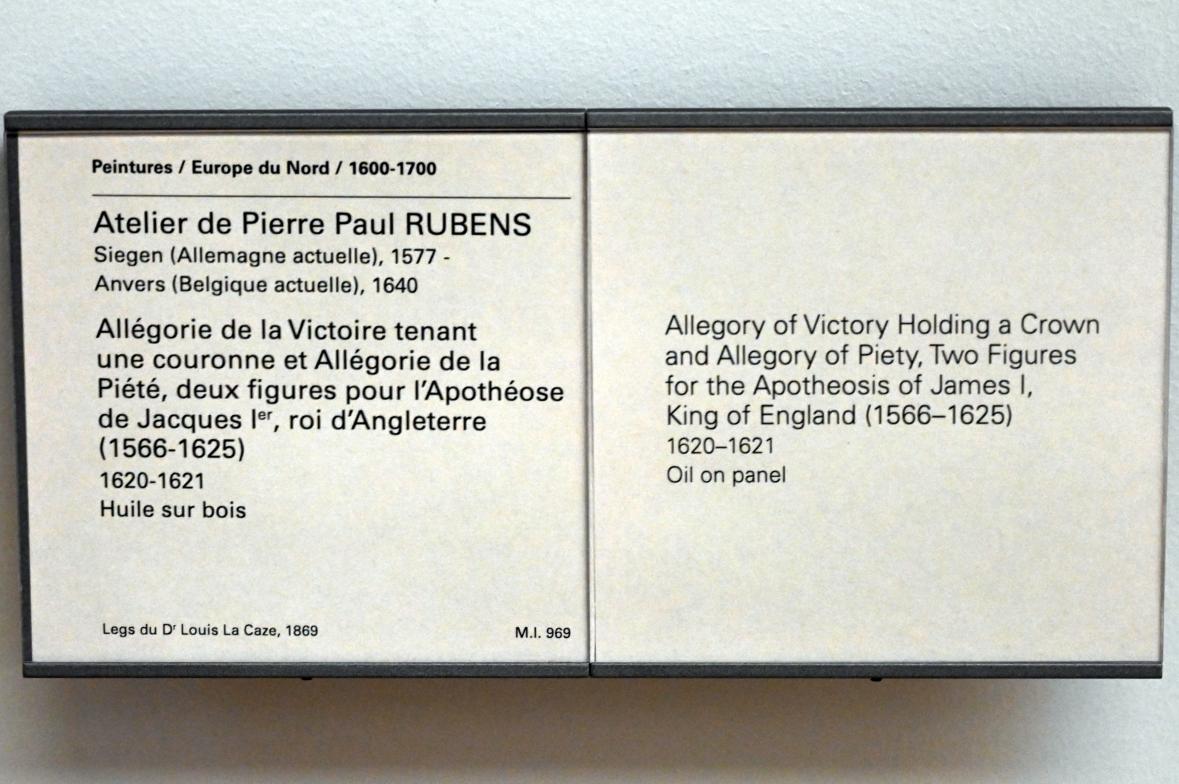 Peintures / Europe du Nord / 1600-1700
Atelier de Pierre Paul RUBENS
Siegen (Allemagne actuelle), 1577 -
Anvers (Belgique actuelle), 1640
Allégorie de la Victoire tenant
une couronne et Allégorie de la
Piété, deux figures pour l'Apothéose
de Jacques Iᵉʳ, roi d'Angleterre
(1566-1625)
1620-1621
Huile sur bois
Legs du Dʳ Louis La Caze, 1869
M.I. 969
Allegory of Victory Holding a Crown
and Allegory of Piety, Two Figures
for the Apotheosis of James I,
King of England (1566–1625)
1620–1621
Oil on panel